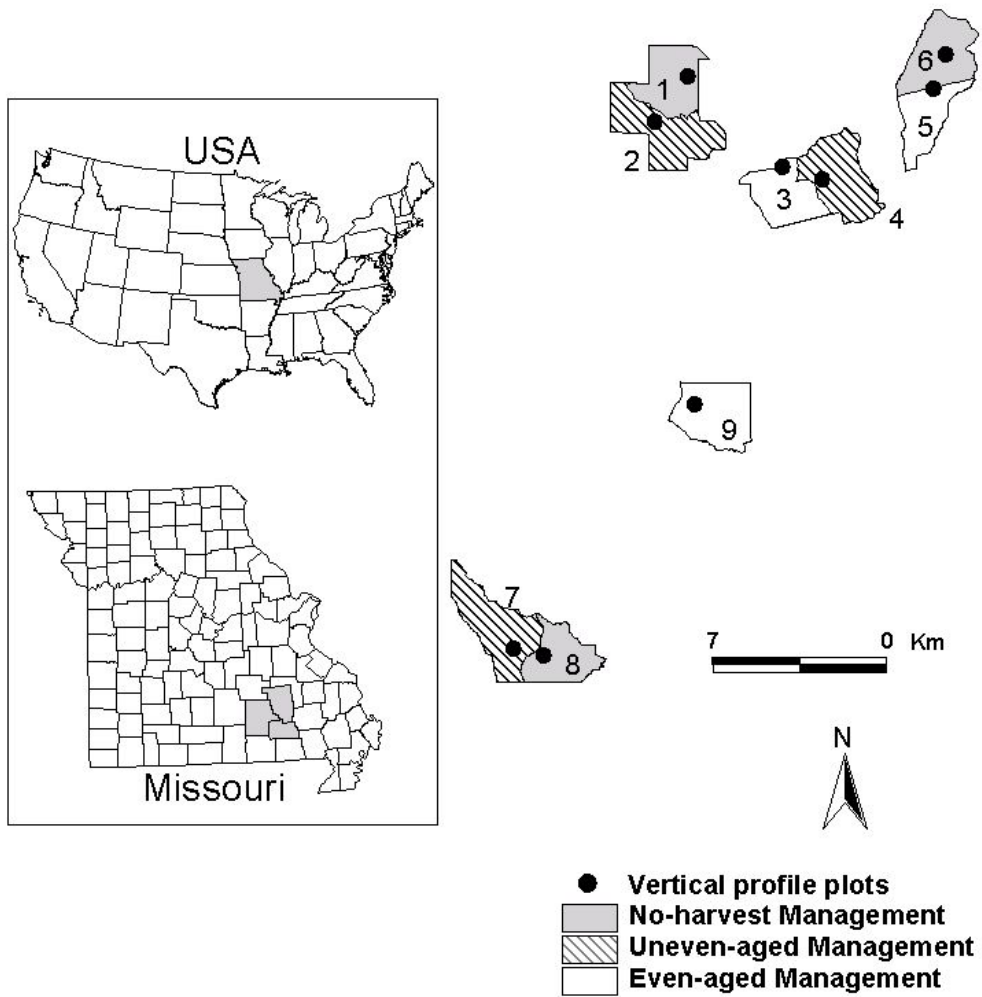 USA
Missouri
1
2
3
4
5
6
7
8
9
7 0 Km
N
Vertical profile plots
No-harvest Management
Uneven-aged Management
Even-aged Management